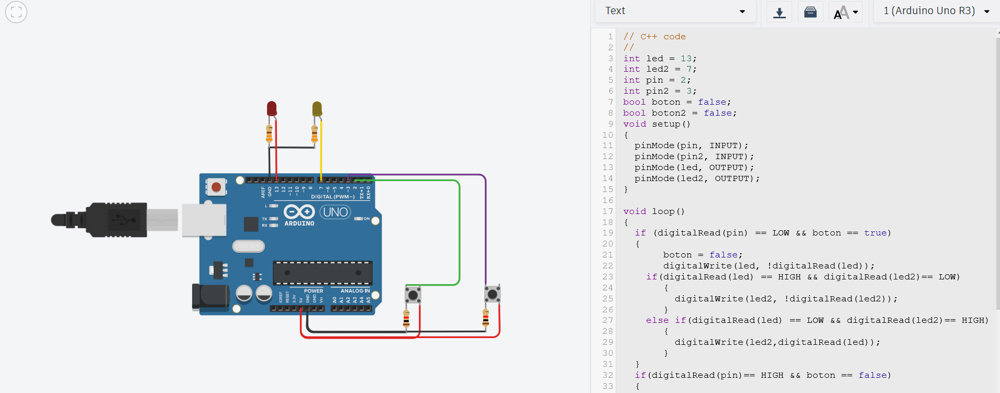 Text
1 (Arduino Uno R3)
1 // C++ code
2 //
3 int led = 13;
4 int led2 = 7;
5 int pin = 2;
6 int pin2 = 3;
7 bool boton = false;
8 bool boton2 = false;
9 void setup()
10 {
11 pinMode(pin, INPUT);
12 pinMode(pin2, INPUT);
13 pinMode(led, OUTPUT);
14 pinMode(led2, OUTPUT);
15 }
16
17 void loop()
18 {
19 if (digitalRead(pin) == LOW && boton == true)
20 {
21 boton = false;
22 digitalWrite(led, !digitalRead(led));
23 if(digitalRead(led) == HIGH && digitalRead(led2)== LOW)
24 {
25 digitalWrite(led2, !digitalRead(led2));
26 }
27 else if(digitalRead(led) == LOW && digitalRead(led2)== HIGH)
28 {
29 digitalWrite(led2,digitalRead(led));
30 }
31 }
32 if(digitalRead(pin)== HIGH && boton == false)
33 {
AREF
GND
13
12
~11
~10
~9
8
7
~6
~5
4
~3
2
TX→1
RX←0
DIGITAL (PWM~)
L
TX
RX
UNO
ARDUINO
ON
POWER
ANALOG IN
IOREF
RESET
3.3V
5V
GND
GND
Vin
A0
A1
A2
A3
A4
A5